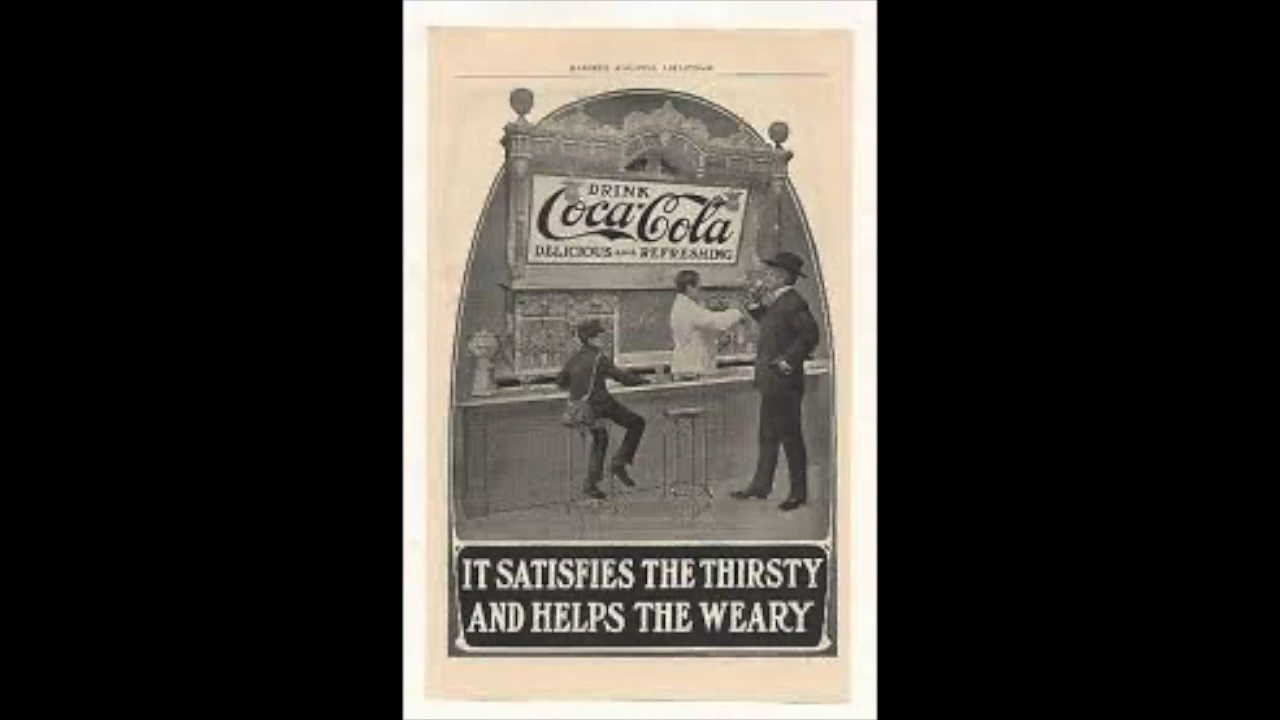 DRINK
Coca-Cola
DELICIOUS AND REFRESHING
IT SATISFIES THE THIRSTY
AND HELPS THE WEARY